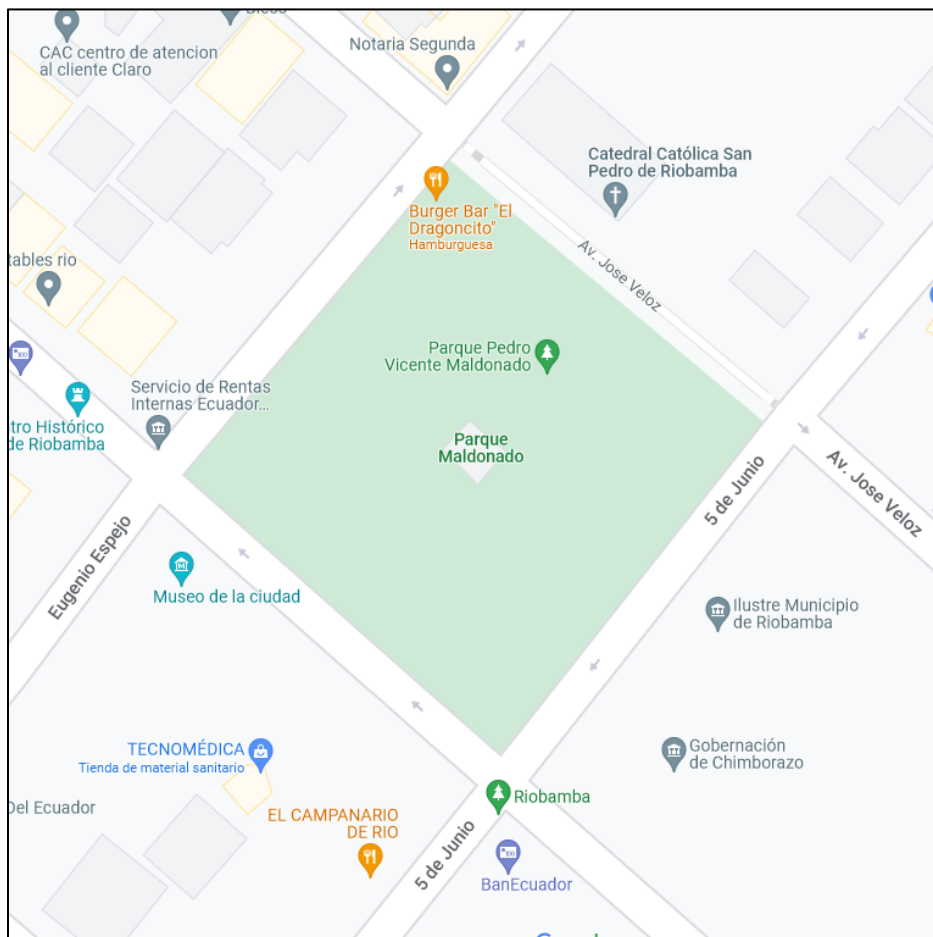 CAC centro de atencion
al cliente Claro
Notaria Segunda
Catedral Católica San
Pedro de Riobamba
Burger Bar "El
Dragoncito"
Hamburguesa
Av. Jose Veloz
tables rio
Parque Pedro
Vicente Maldonado
Servicio de Rentas
Internas Ecuador...
tro Histórico
de Riobamba
Parque
Maldonado
5 de Junio
Av. Jose Veloz
Eugenio Espejo
Museo de la ciudad
Ilustre Municipio
de Riobamba
TECNOMÉDICA
Tienda de material sanitario
Gobernación
de Chimborazo
Del Ecuador
EL CAMPANARIO
DE RIO
Riobamba
5 de Junio
BanEcuador